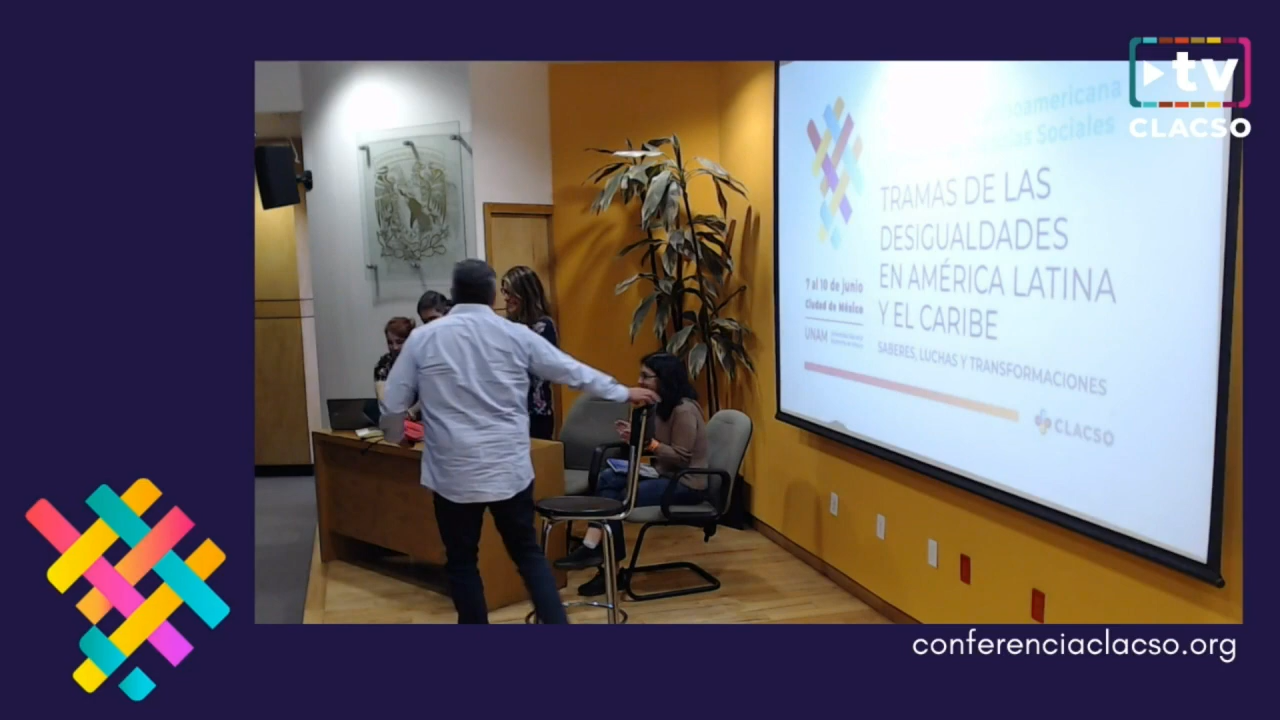 tv
CLACSO
TRAMAS DE LAS
DESIGUALDADES
EN AMÉRICA LATINA
Y EL CARIBE
SABERES, LUCHAS Y TRANSFORMACIONES
7 al 10 de junio
Ciudad de México
UNAM
CLACSO
conferenciaclacso.org